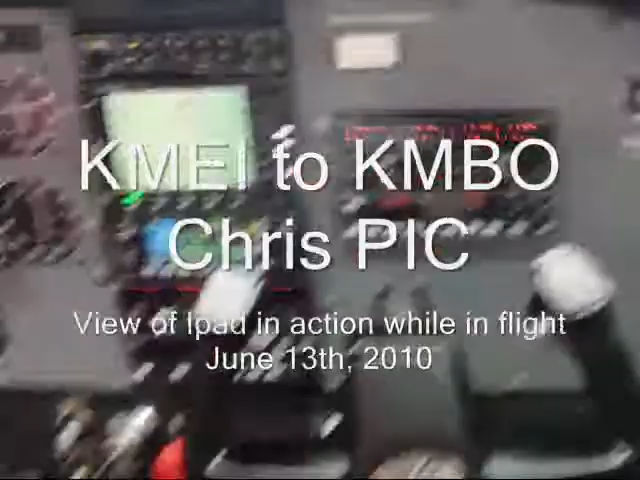 KMEI to KMBO
Chris PIC
View of Ipad in action while in flight
June 13th, 2010